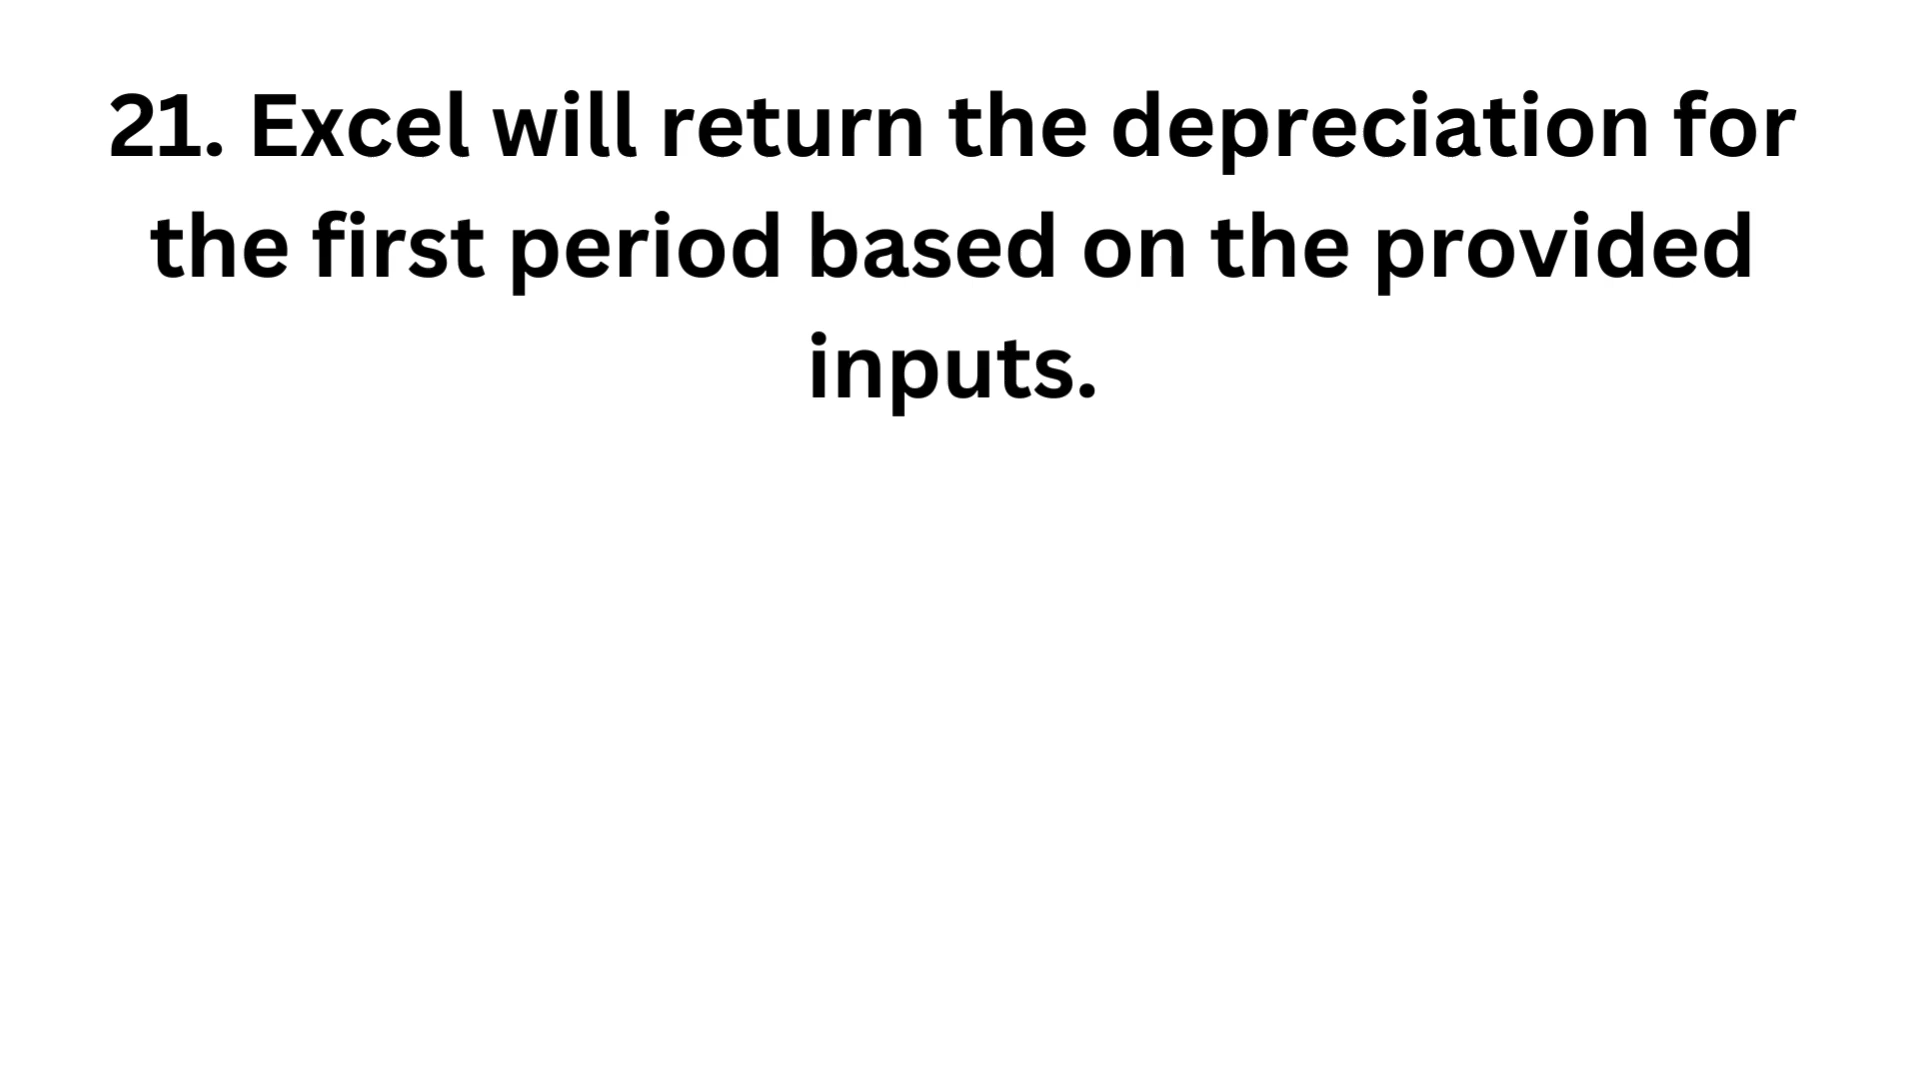 21. Excel will return the depreciation for
the first period based on the provided
inputs.